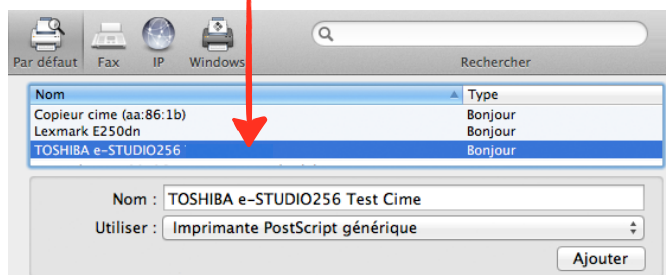 Par défaut Fax IP Windows Rechercher
Nom Type
Copieur cime (aa:86:1b) Bonjour
Lexmark E250dn Bonjour
TOSHIBA e-STUDIO256 Bonjour
Nom : TOSHIBA e-STUDIO256 Test Cime
Utiliser : Imprimante PostScript générique
Ajouter